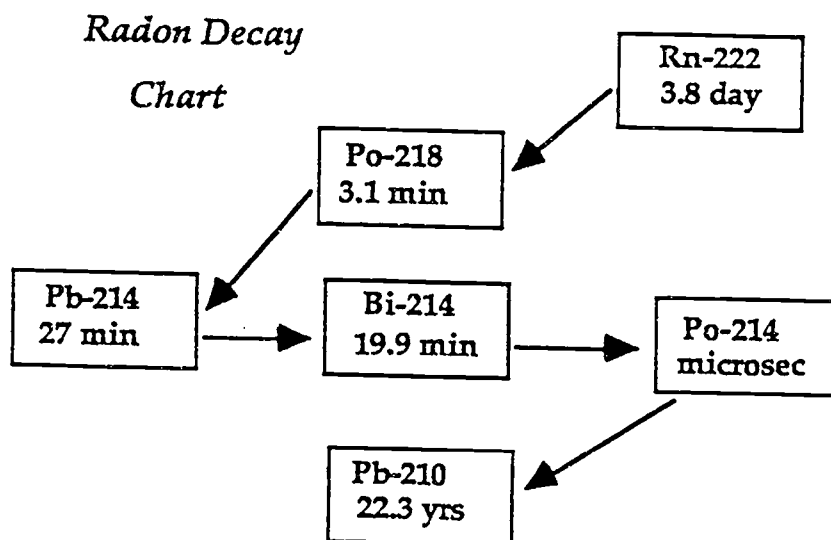 Radon Decay
Chart
Rn-222
3.8 day
Po-218
3.1 min
Pb-214
27 min
Bi-214
19.9 min
Po-214
microsec
Pb-210
22.3 yrs